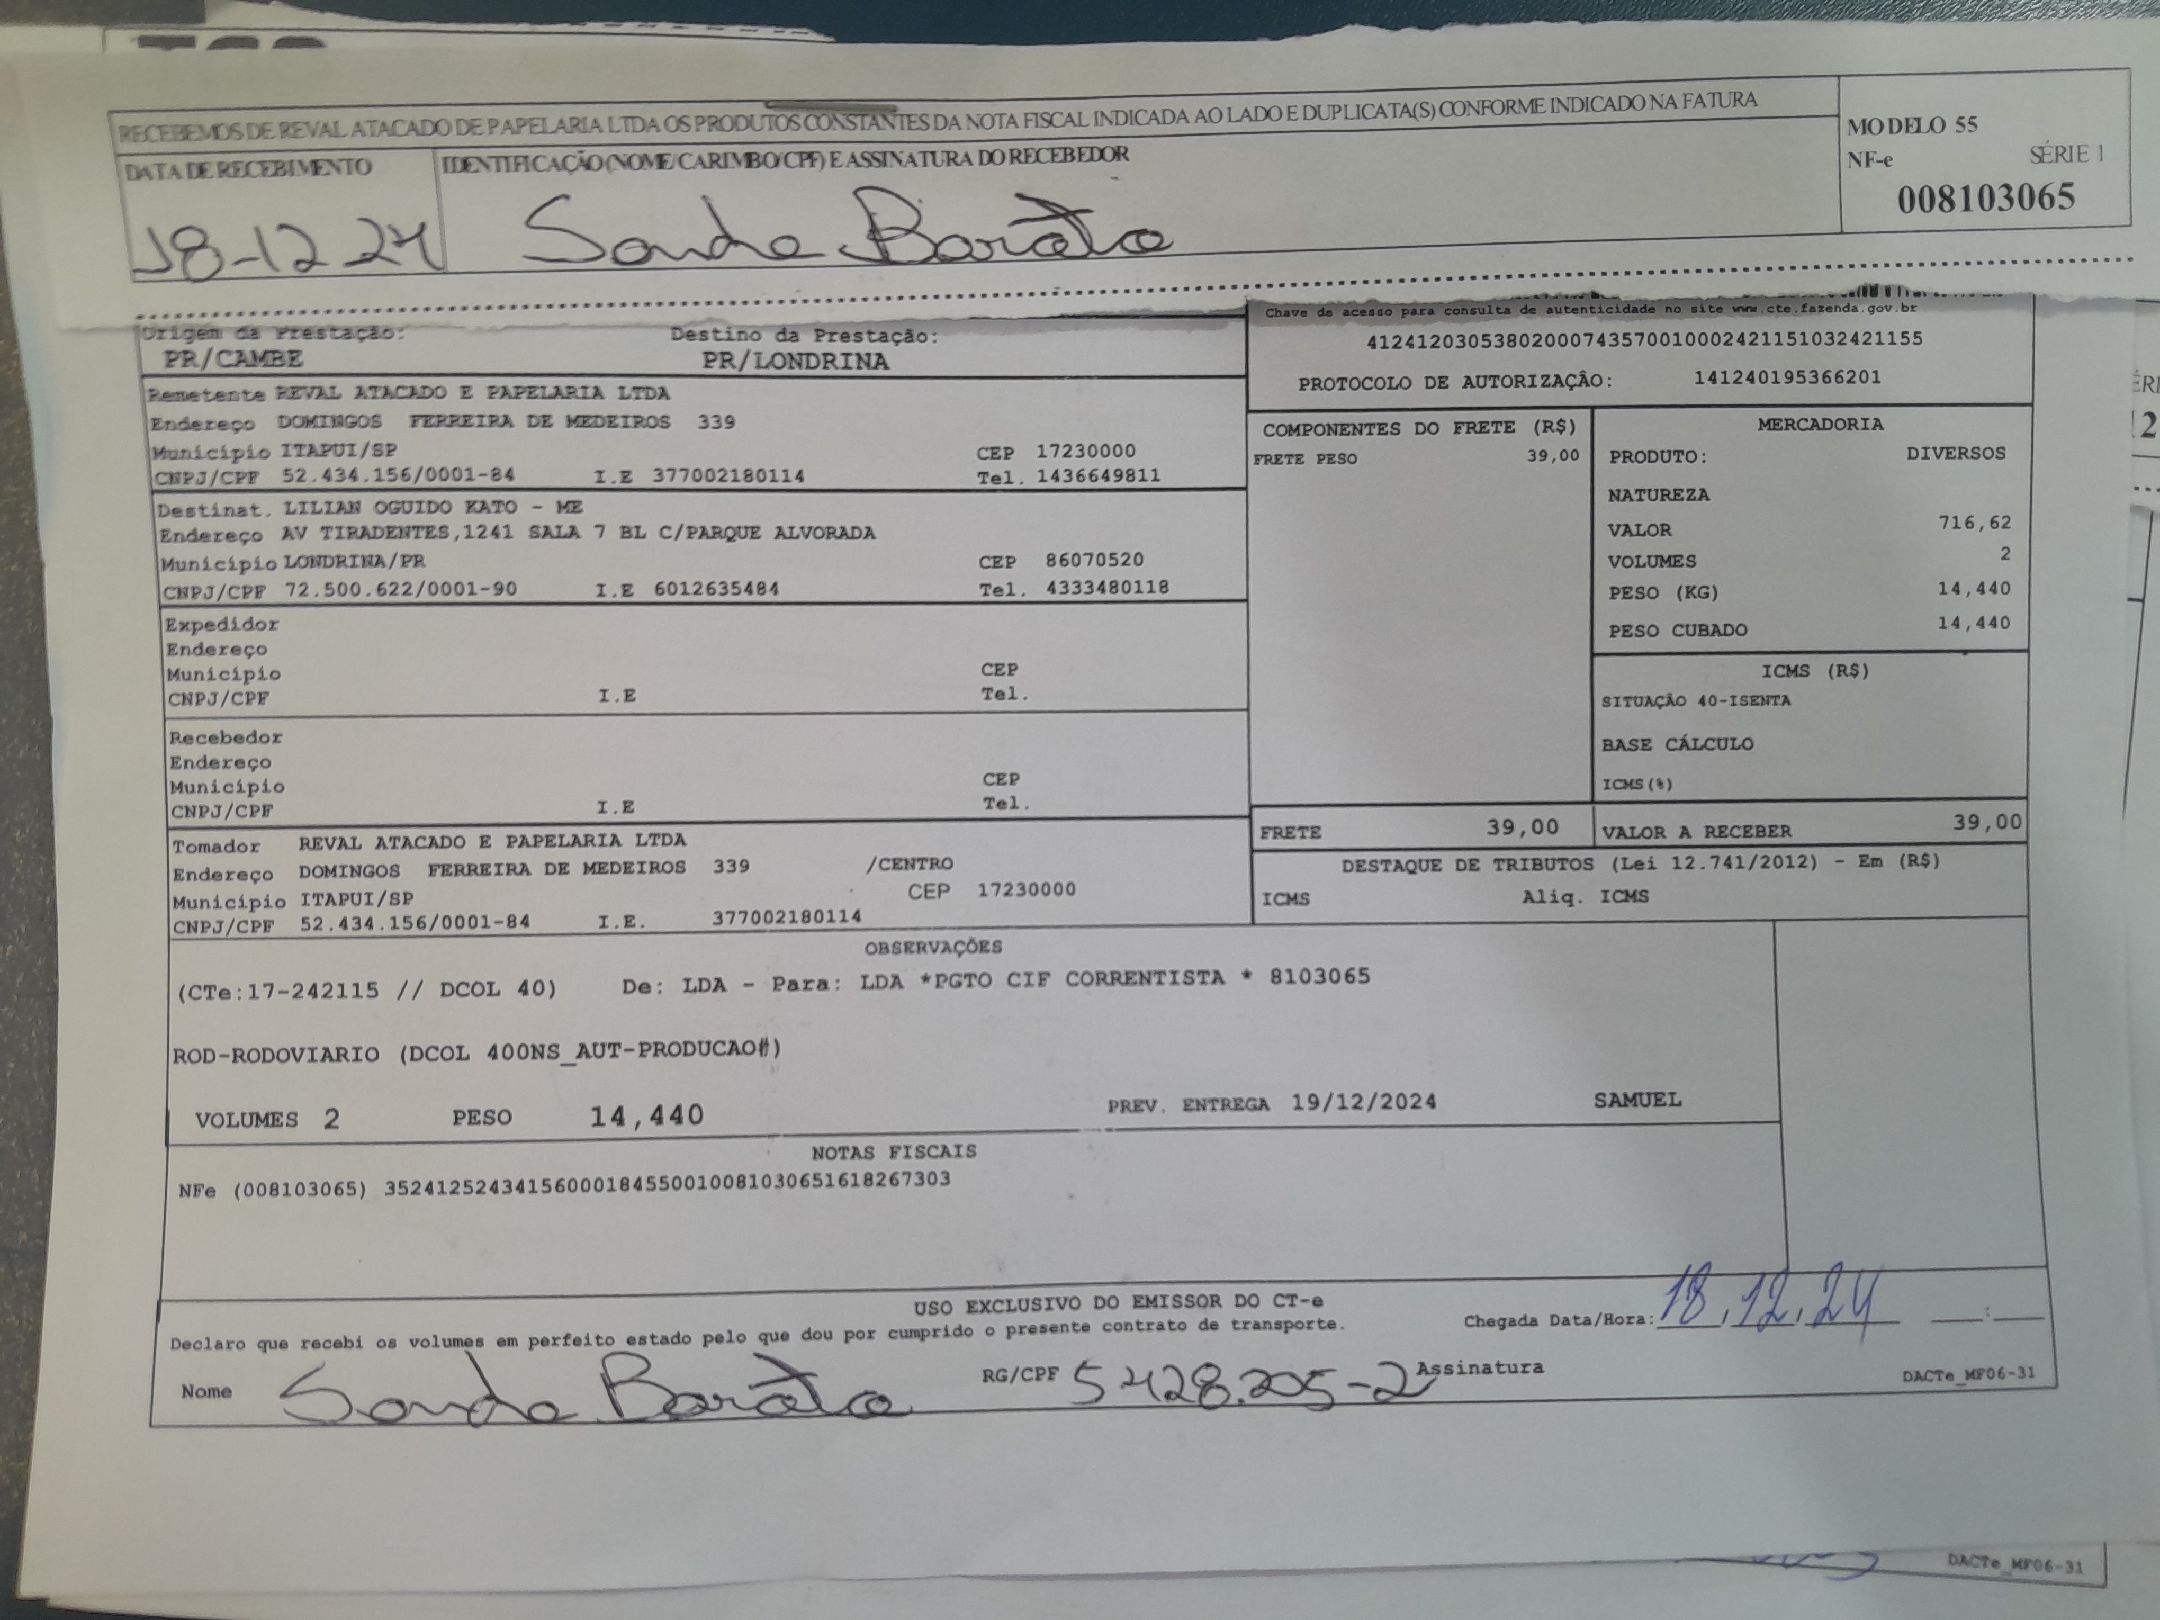 RECEBEMOS DE REVAL ATACADO DE PAPELARIA LTDA OS PRODUTOS CONSTANTES DA NOTA FISCAL INDICADA AO LADO E DUPLICATA(S) CONFORME INDICADO NA FATURA
DATA DE RECEBIMENTO
18-12 24
IDENTIFICAÇÃO (NOME/CARIMBO/CPF) E ASSINATURA DO RECEBEDOR
Sandra Barata
MODELO 55
NF-e SÉRIE 1
008103065
Origem da Prestação: Destino da Prestação:
PR/CAMBE PR/LONDRINA
Chave de acesso para consulta de autenticidade no site www.cte.fazenda.gov.br
41241203053802000743570010002421151032421155
PROTOCOLO DE AUTORIZAÇÃO: 141240195366201
Remetente REVAL ATACADO E PAPELARIA LTDA
Endereço DOMINGOS FERREIRA DE MEDEIROS 339
Município ITAPUI/SP CEP 17230000
CNPJ/CPF 52.434.156/0001-84 I.E 377002180114 Tel. 1436649811
Destinat. LILIAN OGUIDO KATO - ME
Endereço AV TIRADENTES,1241 SALA 7 BL C/PARQUE ALVORADA
Município LONDRINA/PR CEP 86070520
CNPJ/CPF 72.500.622/0001-90 I.E 6012635484 Tel. 4333480118
Expedidor
Endereço
Município CEP
CNPJ/CPF I.E Tel.
Recebedor
Endereço
Município CEP
CNPJ/CPF I.E Tel.
Tomador REVAL ATACADO E PAPELARIA LTDA
Endereço DOMINGOS FERREIRA DE MEDEIROS 339 /CENTRO
Município ITAPUI/SP CEP 17230000
CNPJ/CPF 52.434.156/0001-84 I.E. 377002180114
COMPONENTES DO FRETE (R$)
FRETE PESO 39,00
MERCADORIA
PRODUTO: DIVERSOS
NATUREZA
VALOR 716,62
VOLUMES 2
PESO (KG) 14,440
PESO CUBADO 14,440
ICMS (R$)
SITUAÇÃO 40-ISENTA
BASE CÁLCULO
ICMS(%)
FRETE 39,00 VALOR A RECEBER 39,00
DESTAQUE DE TRIBUTOS (Lei 12.741/2012) - Em (R$)
ICMS Aliq. ICMS
OBSERVAÇÕES
(CTe:17-242115 // DCOL 40) De: LDA - Para: LDA *PGTO CIF CORRENTISTA * 8103065
ROD-RODOVIARIO (DCOL 400NS_AUT-PRODUCAO#)
VOLUMES 2 PESO 14,440 PREV. ENTREGA 19/12/2024 SAMUEL
NOTAS FISCAIS
NFe (008103065) 35241252434156000184550010081030651618267303
USO EXCLUSIVO DO EMISSOR DO CT-e
Declaro que recebi os volumes em perfeito estado pelo que dou por cumprido o presente contrato de transporte.
Chegada Data/Hora: 18.12.24 :
Nome Sandra Barata RG/CPF 5428.205-2 Assinatura
DACTe_MF06-31
DACTe_MF06-31